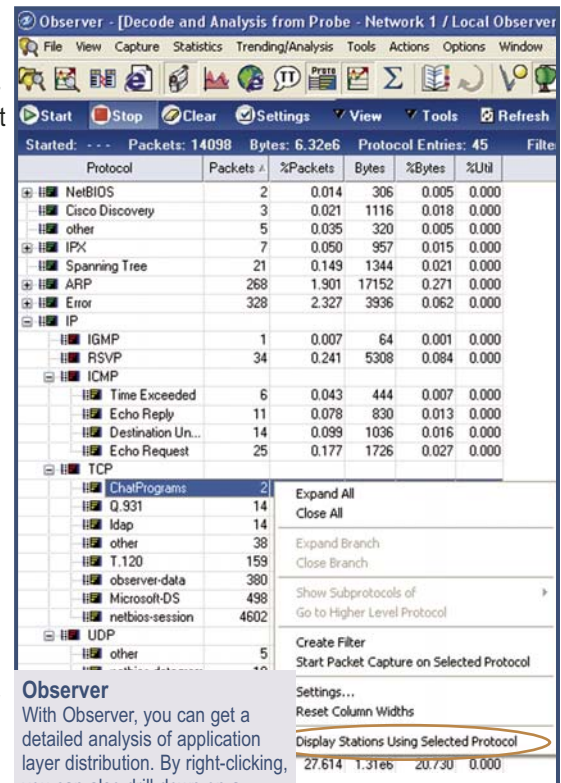 Observer - [Decode and Analysis from Probe - Network 1 / Local Observer
File View Capture Statistics Trending/Analysis Tools Actions Options Window
Start Stop Clear Settings View Tools Refresh
Started: - - - Packets: 14098 Bytes: 6.32e6 Protocol Entries: 45 Filte
Protocol Packets %Packets Bytes %Bytes %Util
NetBIOS 2 0.014 306 0.005 0.000
Cisco Discovery 3 0.021 1116 0.018 0.000
other 5 0.035 320 0.005 0.000
IPX 7 0.050 957 0.015 0.000
Spanning Tree 21 0.149 1344 0.021 0.000
ARP 268 1.901 17152 0.271 0.000
Error 328 2.327 3936 0.062 0.000
IP
IGMP 1 0.007 64 0.001 0.000
RSVP 34 0.241 5308 0.084 0.000
ICMP
Time Exceeded 6 0.043 444 0.007 0.000
Echo Reply 11 0.078 830 0.013 0.000
Destination Un... 14 0.099 1036 0.016 0.000
Echo Request 25 0.177 1726 0.027 0.000
TCP
ChatPrograms 2
Q.931 14
ldap 14
other 38
T.120 159
observer-data 380
Microsoft-DS 498
netbios-session 4602
UDP
other 5
Expand All
Close All
Expand Branch
Close Branch
Show Subprotocols of
Go to Higher Level Protocol
Create Filter
Start Packet Capture on Selected Protocol
Settings...
Reset Column Widths
Display Stations Using Selected Protocol
27.614 1.31e6 20.730 0.000
Observer
With Observer, you can get a
detailed analysis of application
layer distribution. By right-clicking,